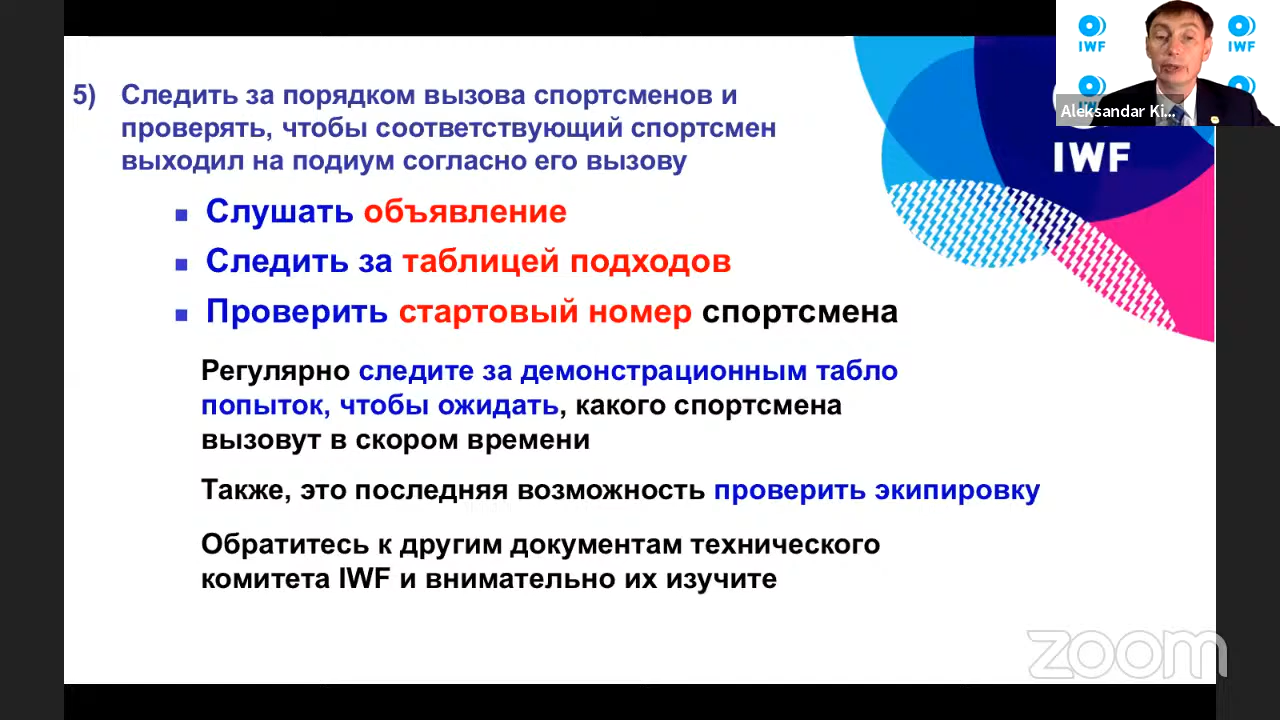 5) Следить за порядком вызова спортсменов и
проверять, чтобы соответствующий спортсмен
выходил на подиум согласно его вызову
Слушать объявление
Следить за таблицей подходов
Проверить стартовый номер спортсмена
Регулярно следите за демонстрационным табло
попыток, чтобы ожидать, какого спортсмена
вызовут в скором времени
Также, это последняя возможность проверить экипировку
Обратитесь к другим документам технического
комитета IWF и внимательно их изучите
IWF
IWF
IWF
Aleksandar Ki...
IWF
zoom